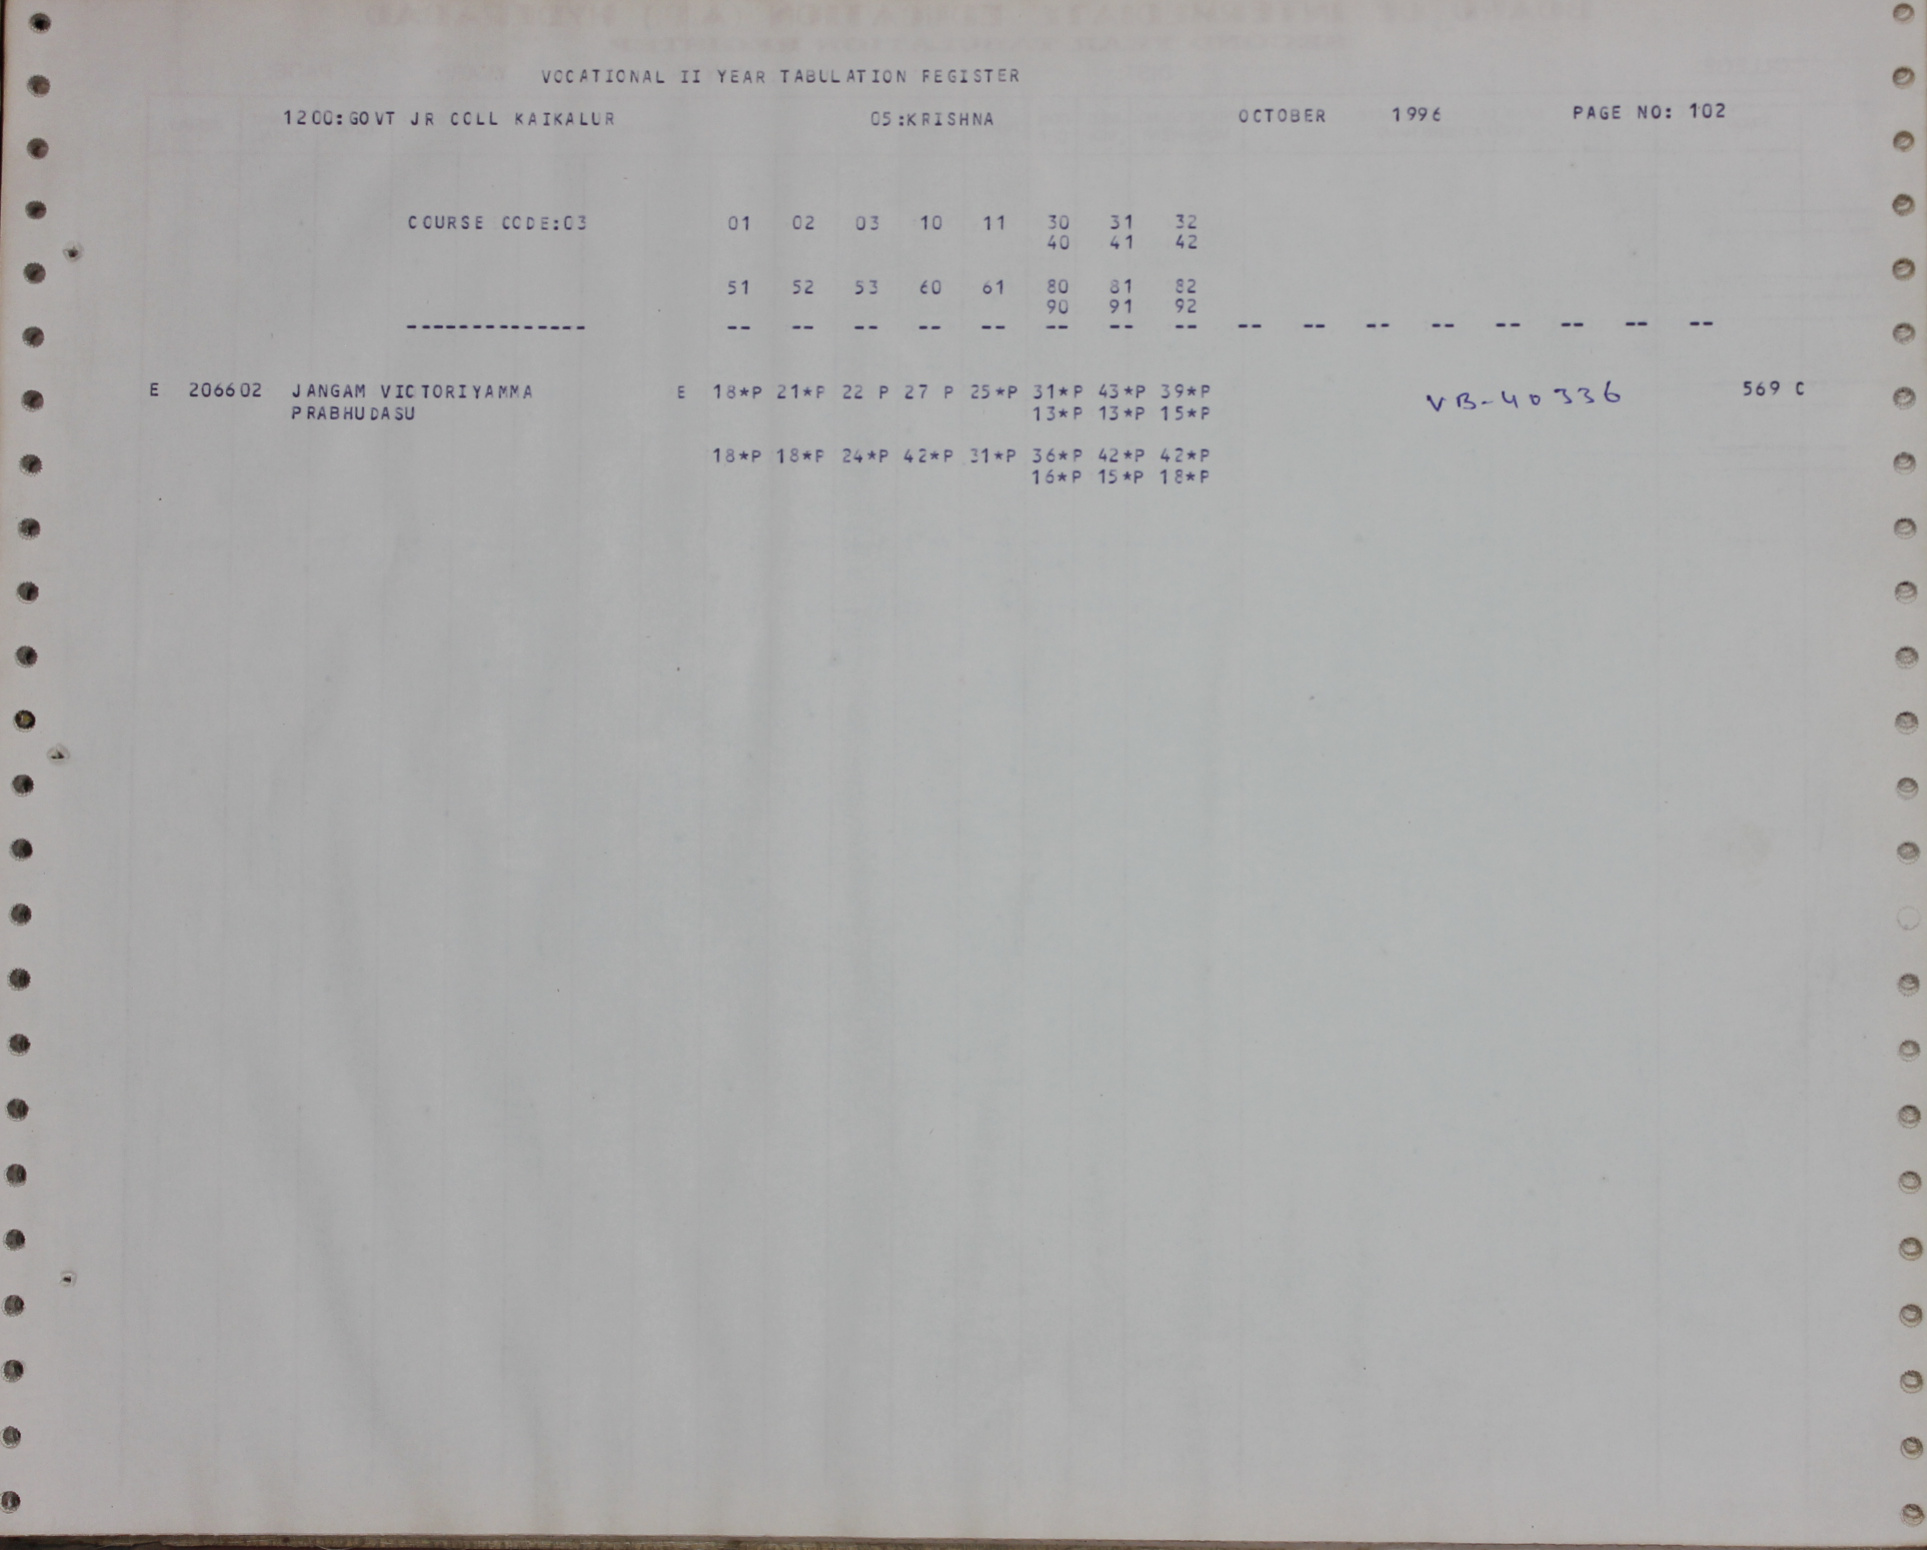 VOCATIONAL II YEAR TABULATION REGISTER
1200:GOVT JR COLL KAIKALUR 05:KRISHNA OCTOBER 1996 PAGE NO: 102
COURSE CODE:03 01 02 03 10 11 30 31 32
40 41 42
51 52 53 60 61 80 81 82
90 91 92
-------------- -- -- -- -- -- -- -- -- -- -- -- -- -- -- -- --
E 206602 JANGAM VICTORIYAMMA E 18*P 21*P 22 P 27 P 25*P 31*P 43*P 39*P VB-40336 569 C
PRABHUDASU 13*P 13*P 15*P
18*P 18*P 24*P 42*P 31*P 36*P 42*P 42*P
16*P 15*P 18*P